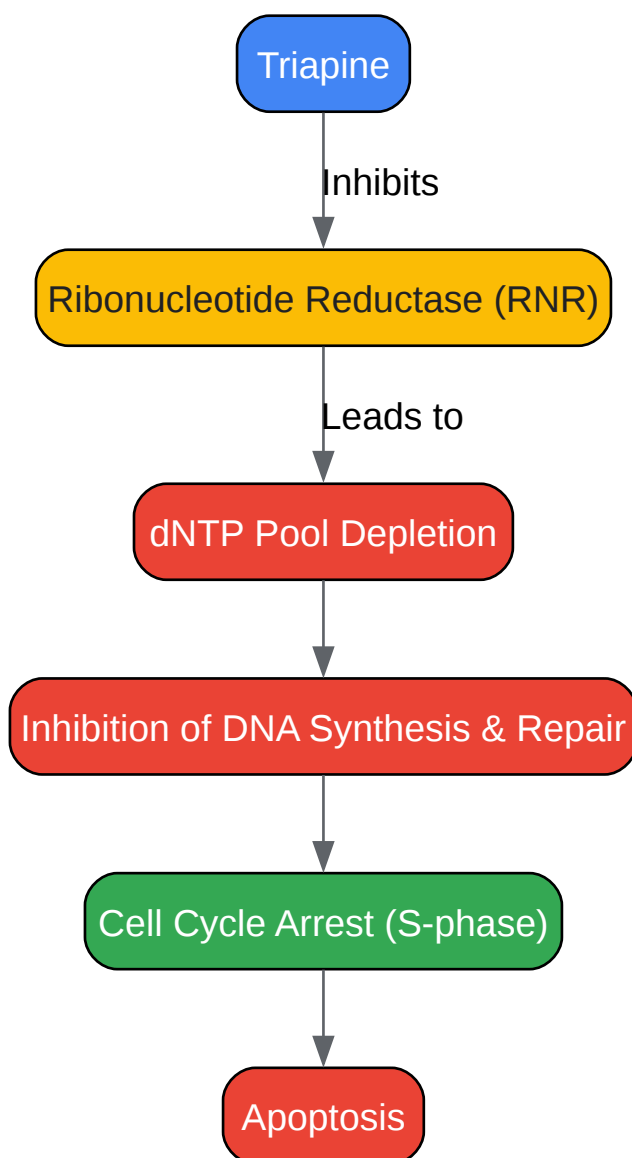 Triapine
Inhibits
Ribonucleotide Reductase (RNR)
Leads to
dNTP Pool Depletion
Inhibition of DNA Synthesis & Repair
Cell Cycle Arrest (S-phase)
Apoptosis